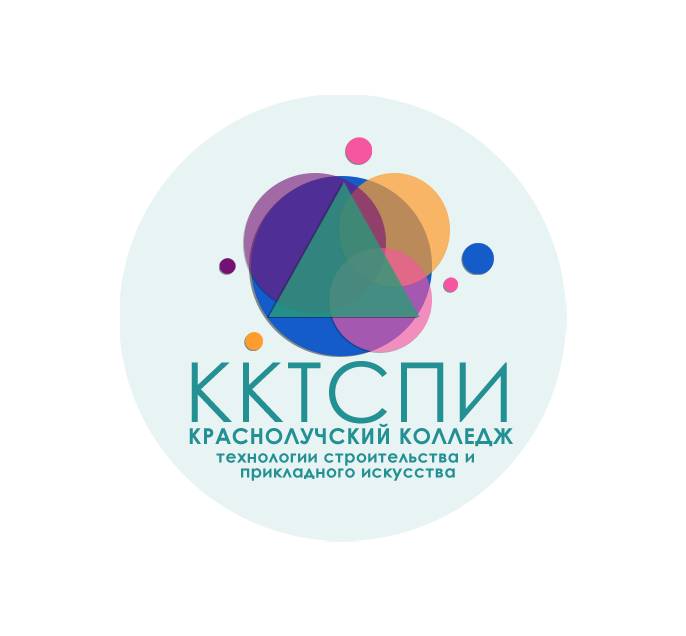 ККТСПИ
КРАСНОЛУЧСКИЙ КОЛЛЕДЖ
технологии строительства и
прикладного искусства